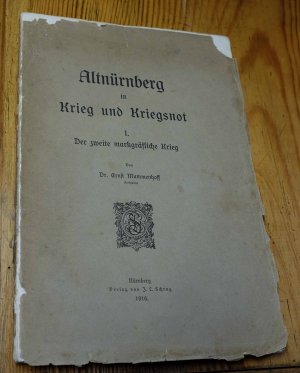 Altnürnberg
in
Krieg und Kriegsnot
I.
Der zweite markgräfliche Krieg
Von
Dr. Ernst Mummenhoff
Nürnberg
Verlag von J. L. Schrag
1916.